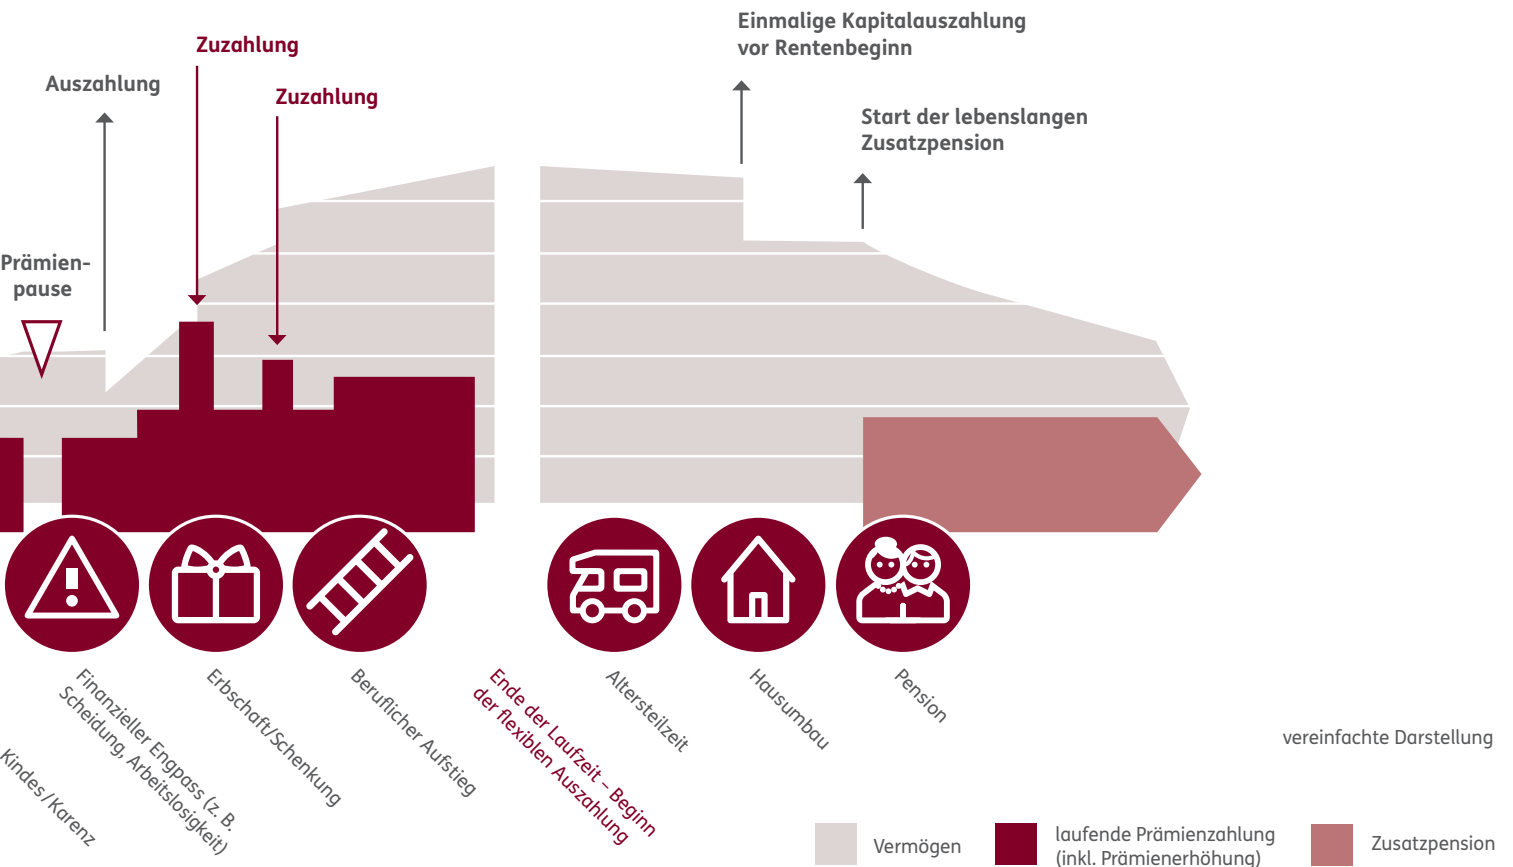 Einmalige Kapitalauszahlung
vor Rentenbeginn
Zuzahlung
Auszahlung
Zuzahlung
Start der lebenslangen
Zusatzpension
Prämien-
pause
Kindes/Karenz
Finanzieller Engpass (z. B.
Scheidung, Arbeitslosigkeit)
Erbschaft/Schenkung
Beruflicher Aufstieg
Ende der Laufzeit – Beginn
der flexiblen Auszahlung
Altersteilzeit
Hausumbau
Pension
vereinfachte Darstellung
Vermögen
laufende Prämienzahlung
(inkl. Prämienerhöhung)
Zusatzpension